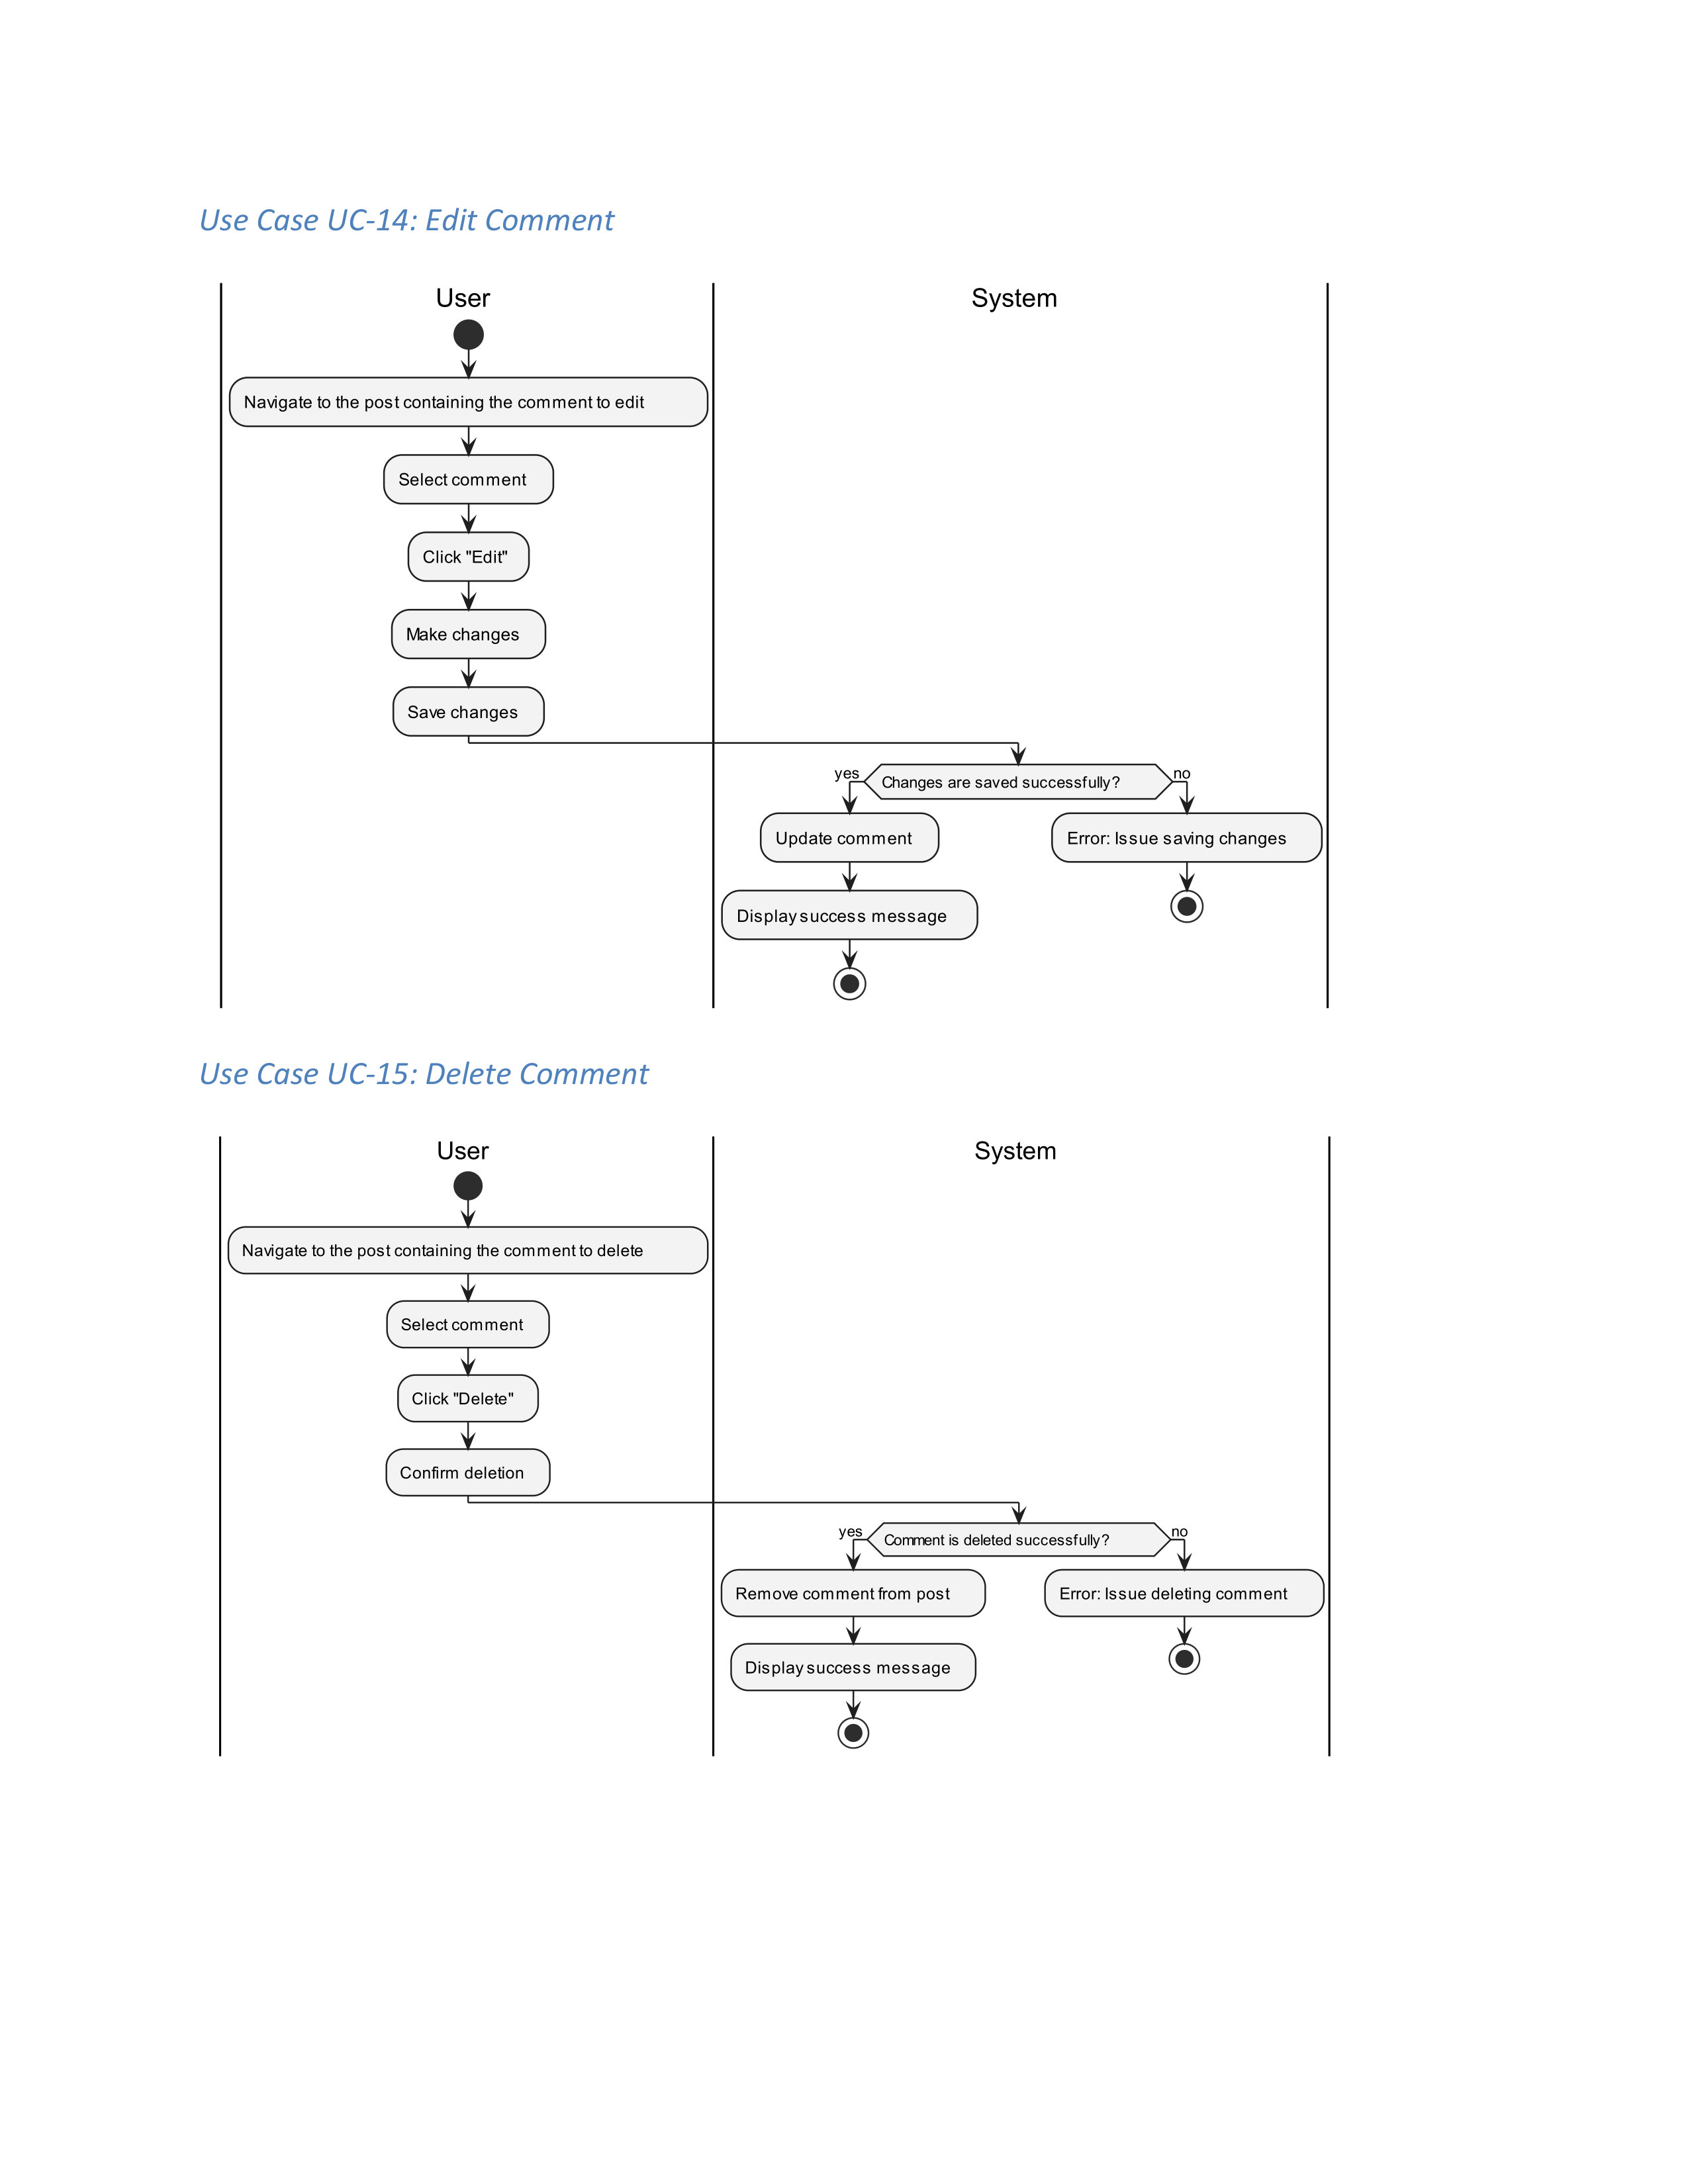 Use Case UC-14: Edit Comment
User
System
Navigate to the post containing the comment to edit
Select comment
Click "Edit"
Make changes
Save changes
yes
Changes are saved successfully?
no
Update comment
Error: Issue saving changes
Display success message
Use Case UC-15: Delete Comment
User
System
Navigate to the post containing the comment to delete
Select comment
Click "Delete"
Confirm deletion
yes
Comment is deleted successfully?
no
Remove comment from post
Error: Issue deleting comment
Display success message